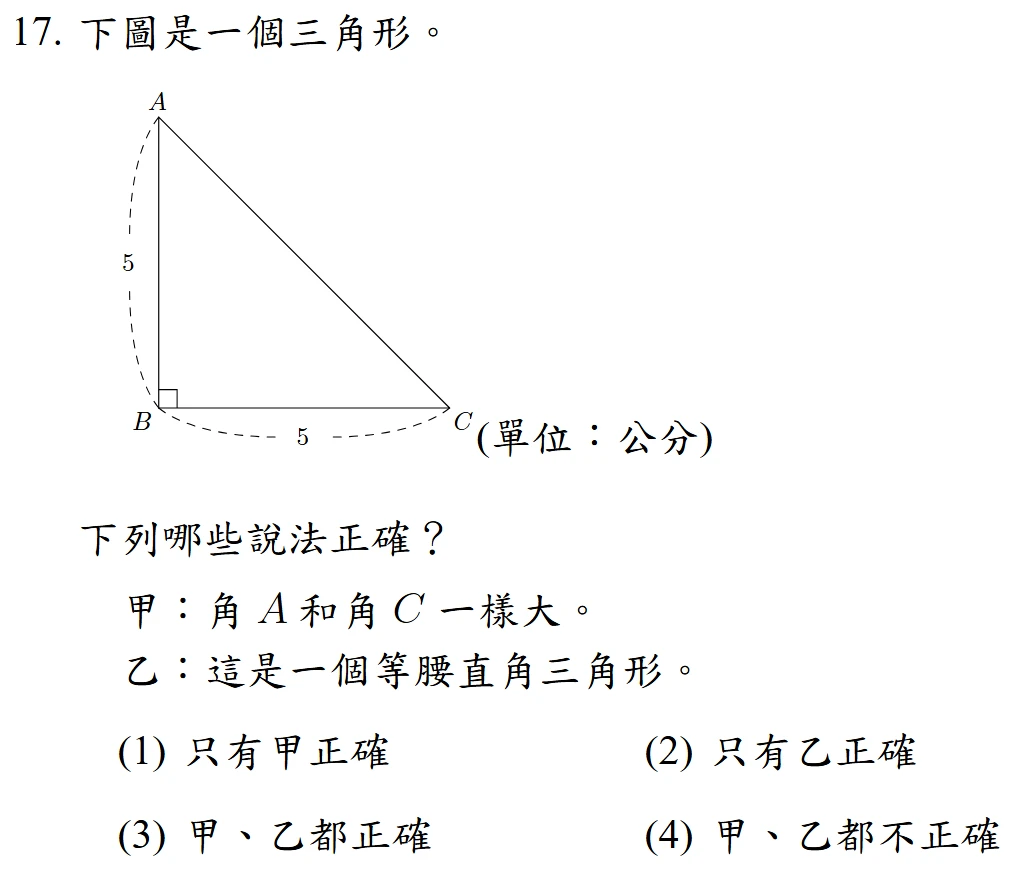 17. 下圖是一個三角形。
A
5
B
5
C
(單位：公分)
下列哪些說法正確？
甲：角 A 和角 C 一樣大。
乙：這是一個等腰直角三角形。
(1) 只有甲正確 (2) 只有乙正確
(3) 甲、乙都正確 (4) 甲、乙都不正確